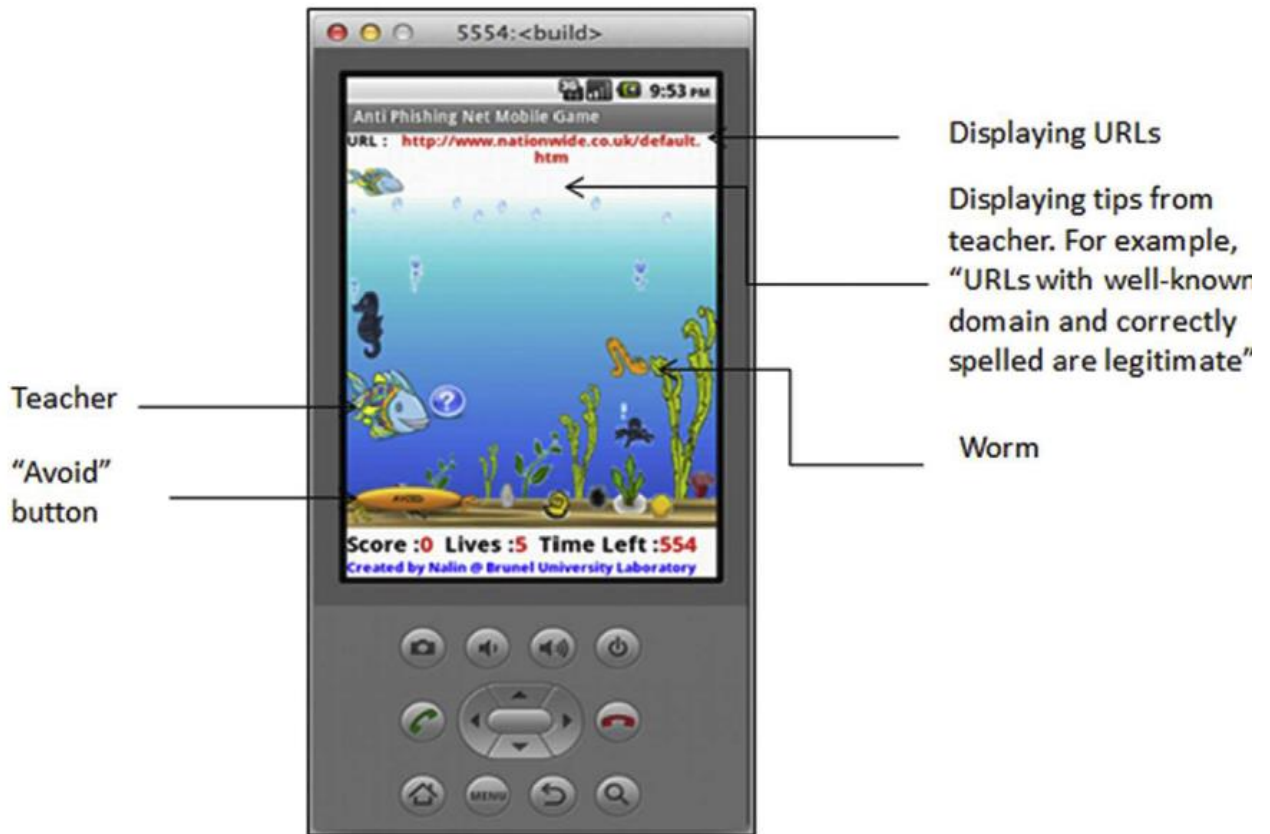 5554:<build>
9:53 PM
Anti Phishing Net Mobile Game
URL : http://www.nationwide.co.uk/default.
htm
Displaying URLs
Displaying tips from
teacher. For example,
“URLs with well-known
domain and correctly
spelled are legitimate”
Teacher
?
Worm
“Avoid”
button
AVOID
Score :0 Lives :5 Time Left :554
Created by Nalin @ Brunel University Laboratory
MENU